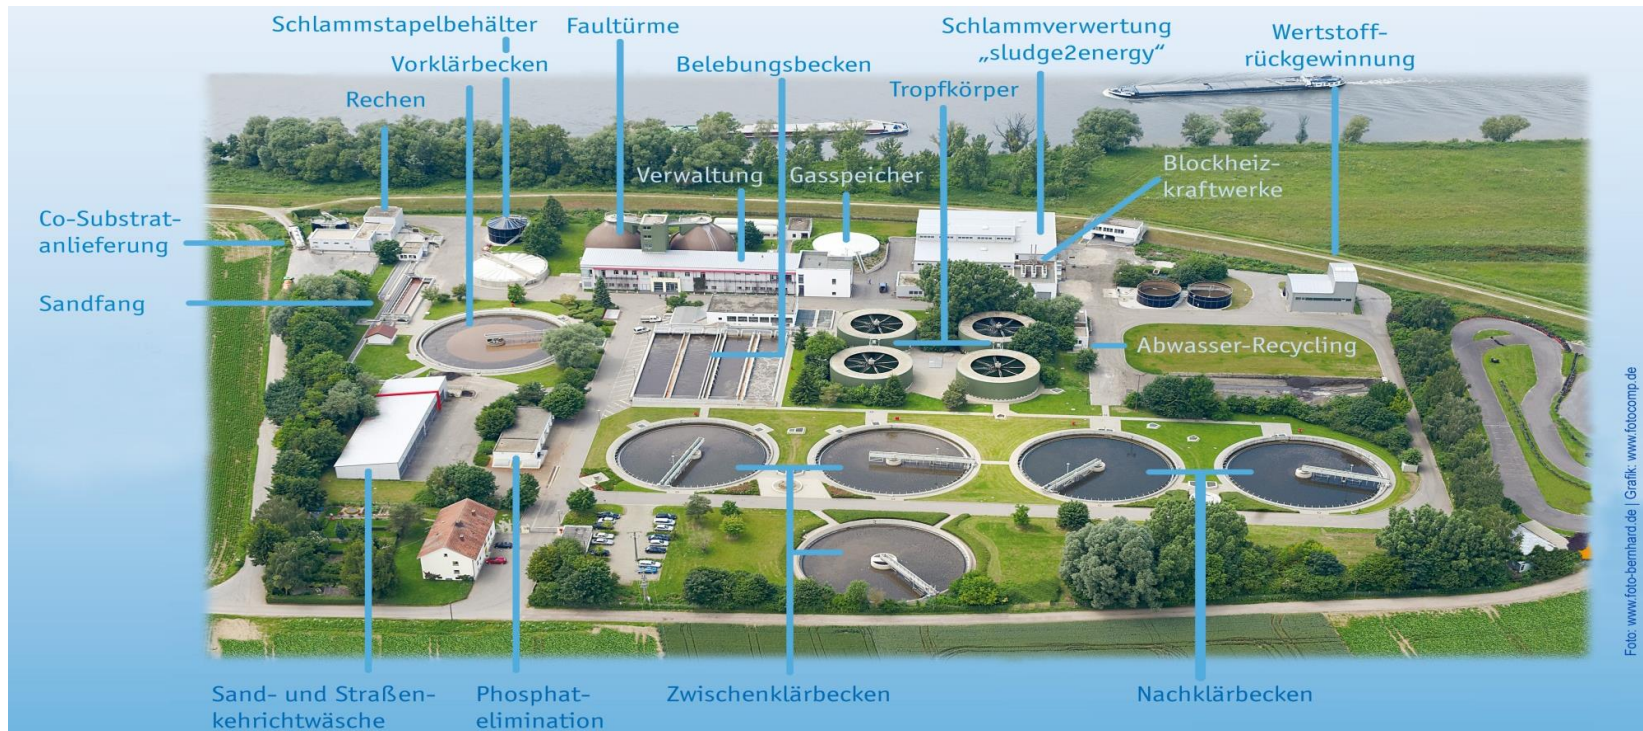 Schlammstapelbehälter
Faultürme
Schlammverwertung
„sludge2energy“
Wertstoff-
rückgewinnung
Vorklärbecken
Belebungsbecken
Rechen
Tropfkörper
Verwaltung
Gasspeicher
Blockheiz-
kraftwerke
Co-Substrat-
anlieferung
Sandfang
Abwasser-Recycling
Sand- und Straßen-
kehrichtwäsche
Phosphat-
elimination
Zwischenklärbecken
Nachklärbecken
Foto: www.foto-bernhard.de | Grafik: www.fotocomp.de